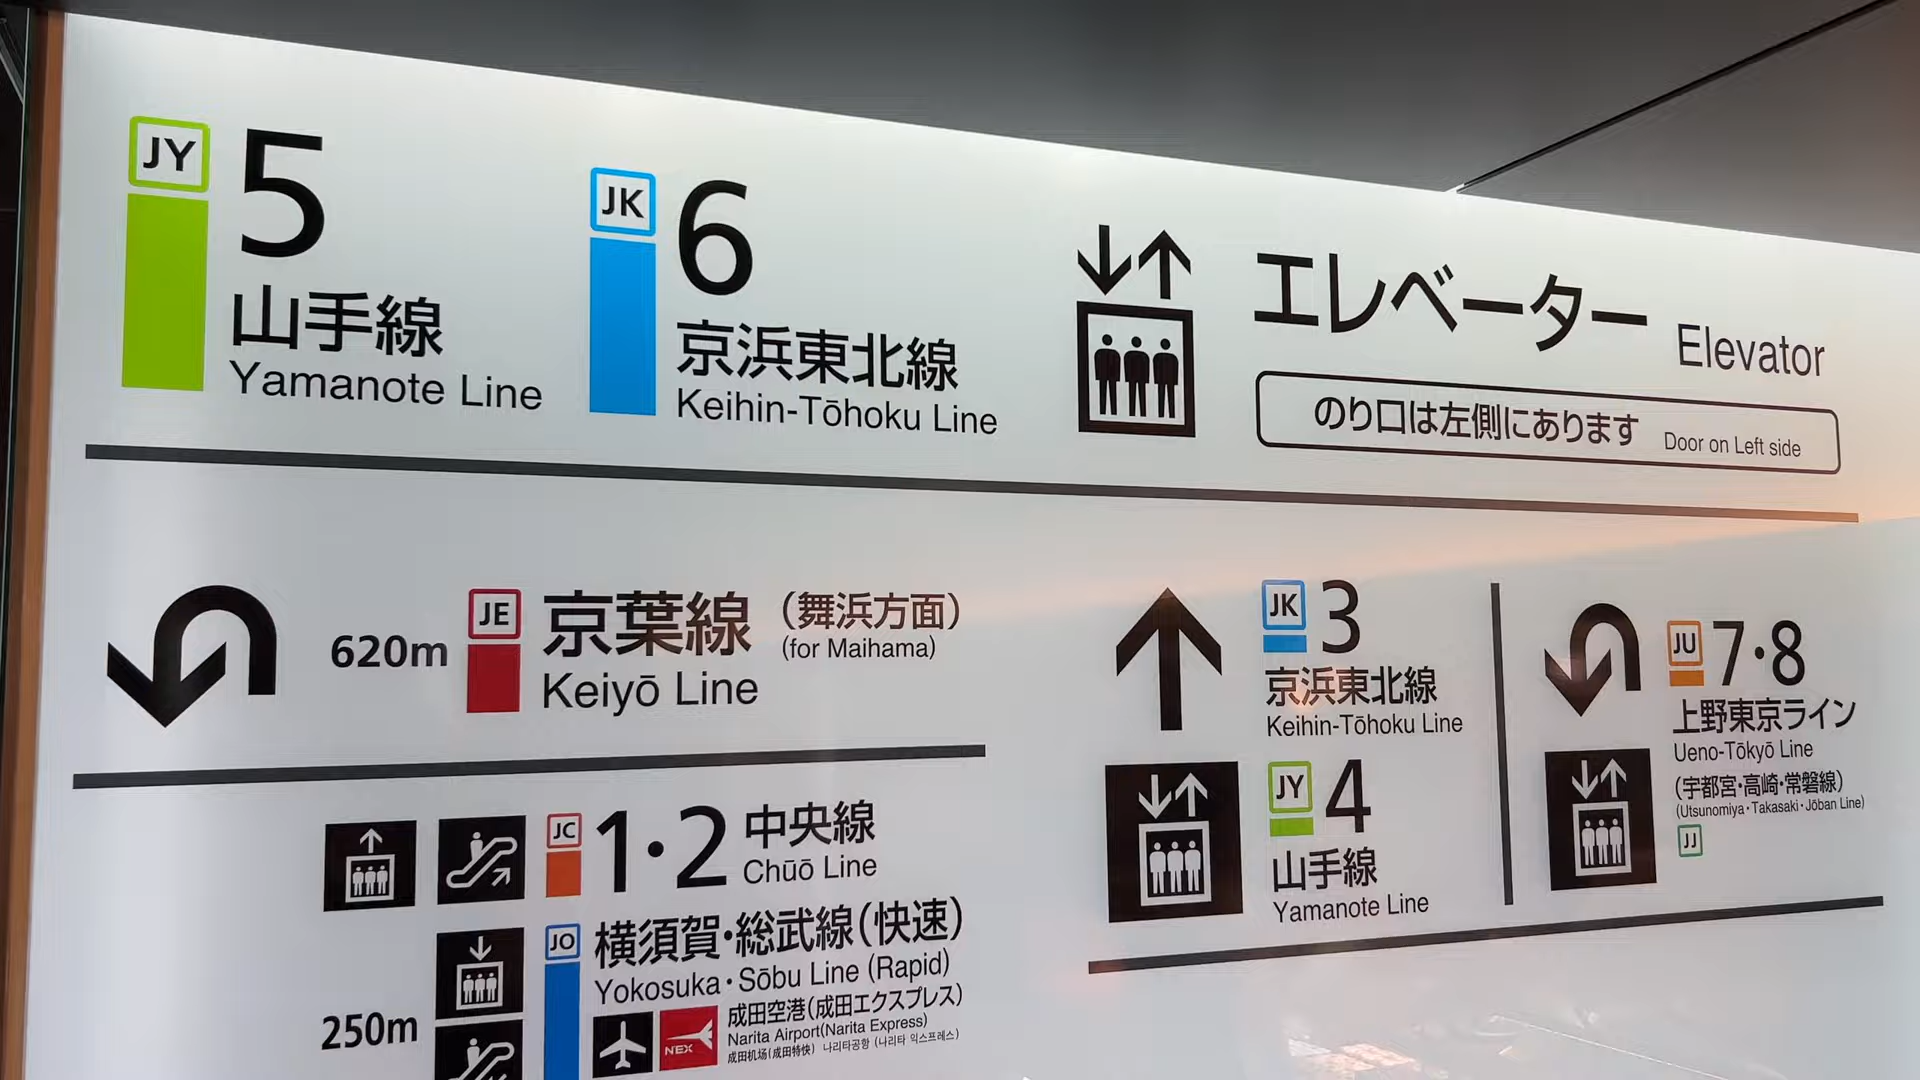 JY 5
山手線
Yamanote Line
JK 6
京浜東北線
Keihin-Tōhoku Line
エレベーター Elevator
のり口は左側にあります Door on Left side
620m JE 京葉線 (舞浜方面)
Keiyō Line (for Maihama)
JC 1・2 中央線
Chūō Line
JO 横須賀・総武線(快速)
Yokosuka・Sōbu Line (Rapid)
250m
NEX 成田空港(成田エクスプレス)
Narita Airport(Narita Express)
成田机场(成田特快) 나리타공항 (나리타 익스프레스)
JK 3
京浜東北線
Keihin-Tōhoku Line
JY 4
山手線
Yamanote Line
JU 7・8
上野東京ライン
Ueno-Tōkyō Line
(宇都宮・高崎・常磐線)
(Utsunomiya・Takasaki・Jōban Line)
JJ